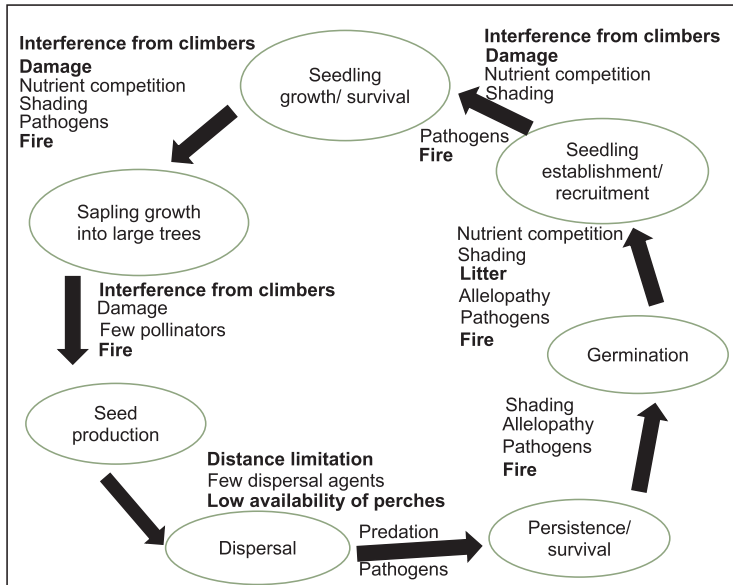 Interference from climbers
Damage
Nutrient competition
Shading
Pathogens
Fire
Seedling
growth/ survival
Interference from climbers
Damage
Nutrient competition
Shading
Pathogens
Fire
Seedling
establishment/
recruitment
Sapling growth
into large trees
Nutrient competition
Shading
Litter
Allelopathy
Pathogens
Fire
Interference from climbers
Damage
Few pollinators
Fire
Germination
Seed
production
Shading
Allelopathy
Pathogens
Fire
Distance limitation
Few dispersal agents
Low availability of perches
Dispersal
Predation
Pathogens
Persistence/
survival